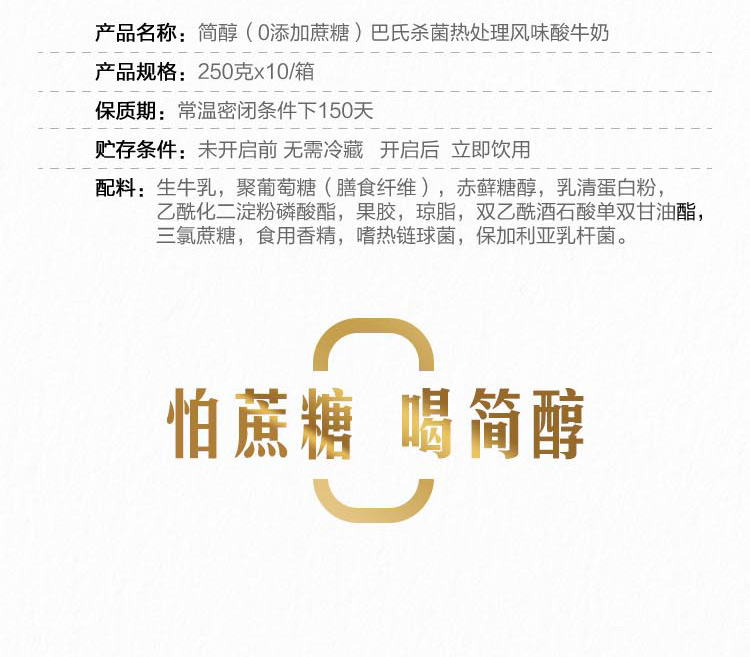 产品名称：简醇（0添加蔗糖）巴氏杀菌热处理风味酸牛奶
产品规格：250克x10/箱
保质期：常温密闭条件下150天
贮存条件：未开启前 无需冷藏 开启后 立即饮用
配料：生牛乳，聚葡萄糖（膳食纤维），赤藓糖醇，乳清蛋白粉，
乙酰化二淀粉磷酸酯，果胶，琼脂，双乙酰酒石酸单双甘油酯，
三氯蔗糖，食用香精，嗜热链球菌，保加利亚乳杆菌。
怕蔗糖 喝简醇